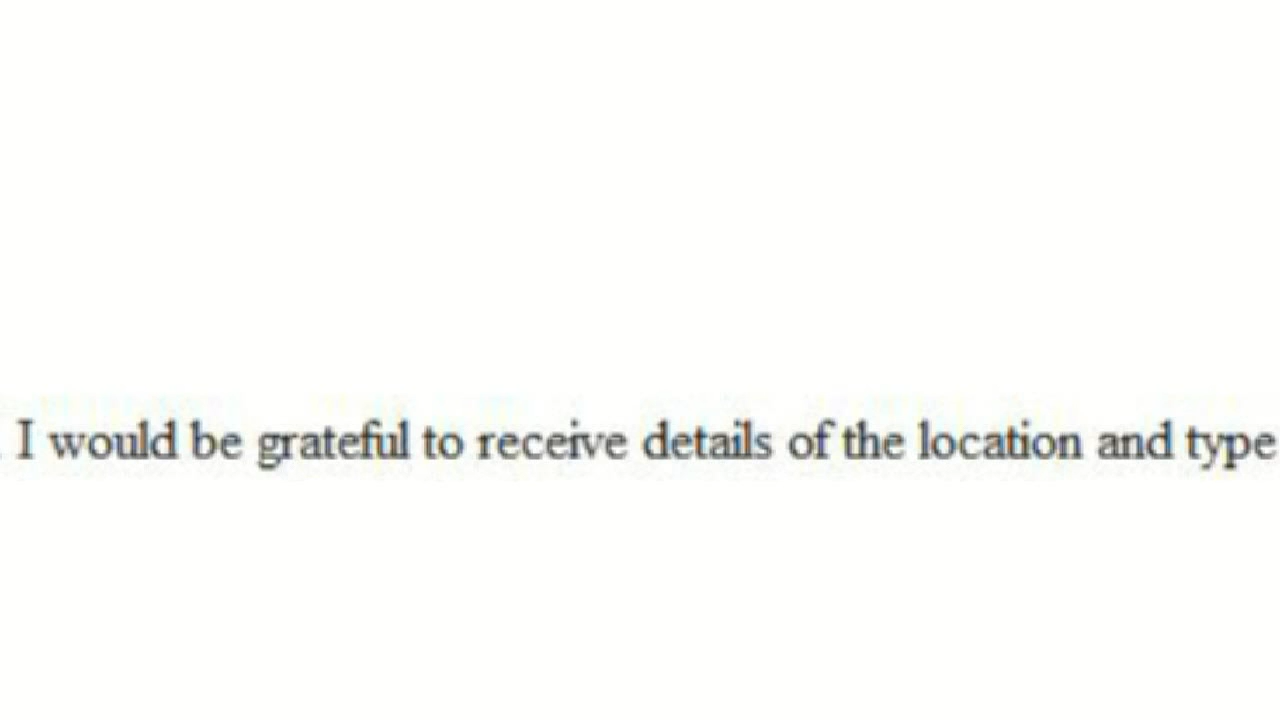 . I would be grateful to receive details of the location and type